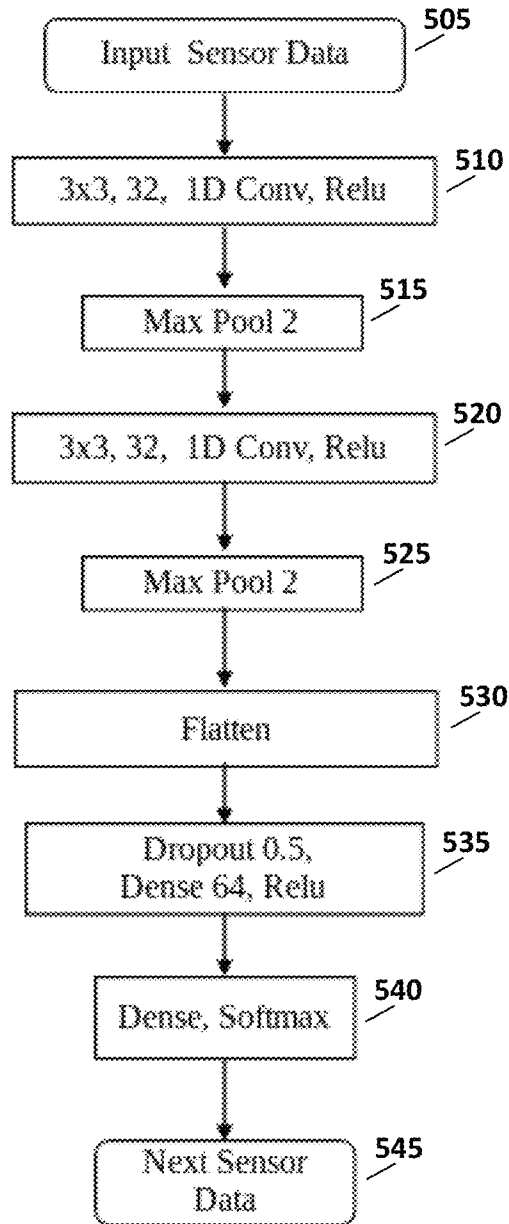 505
Input Sensor Data
510
3x3, 32, 1D Conv, Relu
515
Max Pool 2
520
3x3, 32, 1D Conv, Relu
525
Max Pool 2
530
Flatten
535
Dropout 0.5,
Dense 64, Relu
540
Dense, Softmax
545
Next Sensor
Data